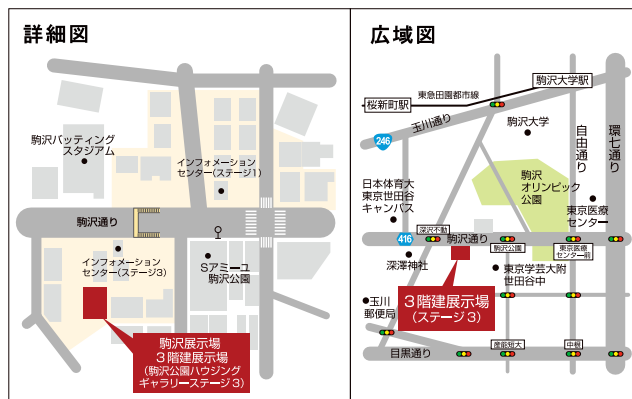 詳細図
駒沢バッティング
スタジアム
インフォメーション
センター(ステージ1)
駒沢通り
インフォメーション
センター(ステージ3)
Sアミーユ
駒沢公園
駒沢展示場
3階建展示場
(駒沢公園ハウジング
ギャラリーステージ3)
広域図
東急田園都市線
駒沢大学駅
桜新町駅
玉川通り
246
駒沢大学
自由通り
環七通り
日本体育大
東京世田谷
キャンパス
駒沢
オリンピック
公園
東京医療
センター
深沢不動
416
駒沢通り
駒沢公園
東京医療
センター前
深澤神社
東京学芸大附
世田谷中
玉川
郵便局
3階建展示場
(ステージ3)
目黒通り
産能短大
中根